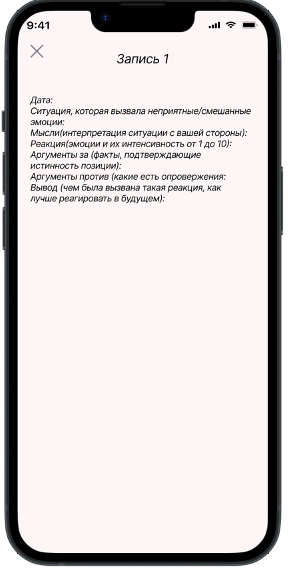 9:41
Запись 1
Дата:
Ситуация, которая вызвала неприятные/смешанные
эмоции:
Мысли(интерпретация ситуации с вашей стороны):
Реакция(эмоции и их интенсивность от 1 до 10):
Аргументы за (факты, подтверждающие
истинность позиции):
Аргументы против (какие есть опровержения:
Вывод (чем была вызвана такая реакция, как
лучше реагировать в будущем):